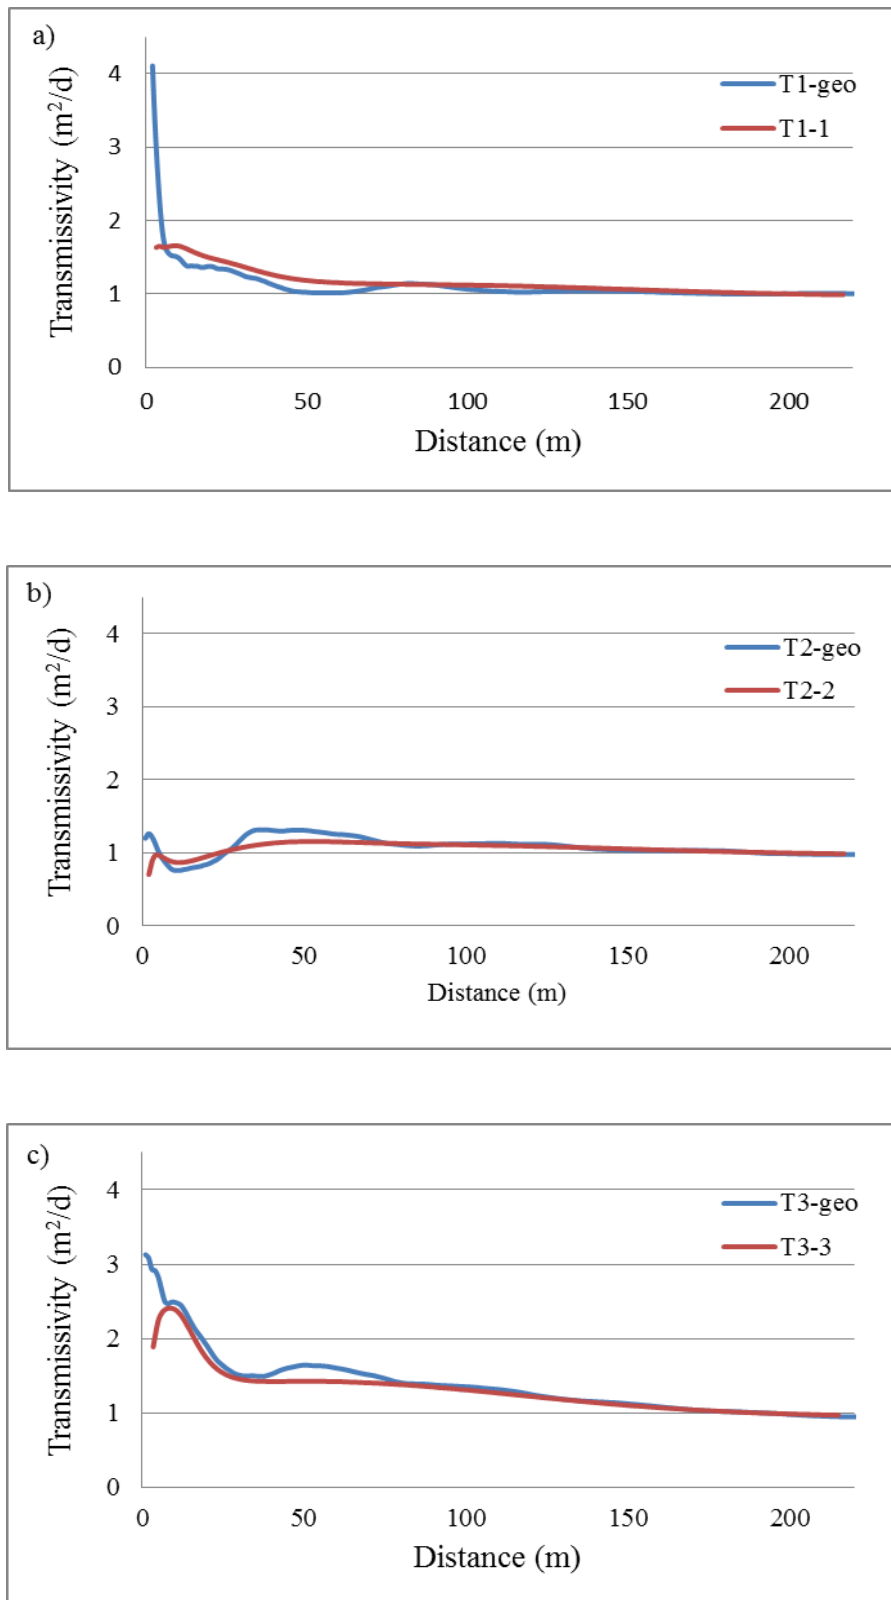 a)
Transmissivity (m²/d)
4
3
2
1
0
T1-geo
T1-1
0 50 100 150 200
Distance (m)
b)
Transmissivity (m²/d)
4
3
2
1
0
T2-geo
T2-2
0 50 100 150 200
Distance (m)
c)
Transmissivity (m²/d)
4
3
2
1
0
T3-geo
T3-3
0 50 100 150 200
Distance (m)